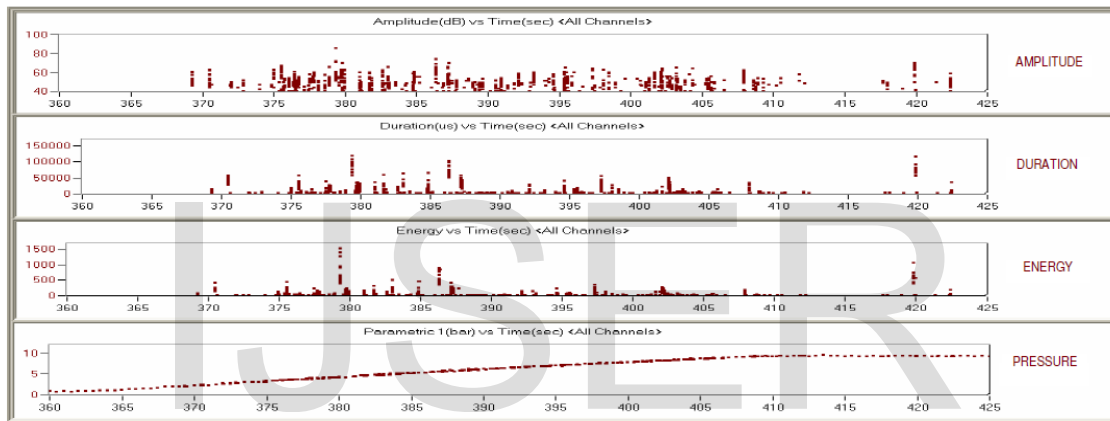 Amplitude(dB) vs Time(sec) <All Channels>
100
80
60
40
360 365 370 375 380 385 390 395 400 405 410 415 420 425
AMPLITUDE
Duration(us) vs Time(sec) <All Channels>
150000
100000
50000
0
360 365 370 375 380 385 390 395 400 405 410 415 420 425
DURATION
Energy vs Time(sec) <All Channels>
1500
1000
500
0
360 365 370 375 380 385 390 395 400 405 410 415 420 425
ENERGY
Parametric 1(bar) vs Time(sec) <All Channels>
10
5
0
360 365 370 375 380 385 390 395 400 405 410 415 420 425
PRESSURE
IJSER